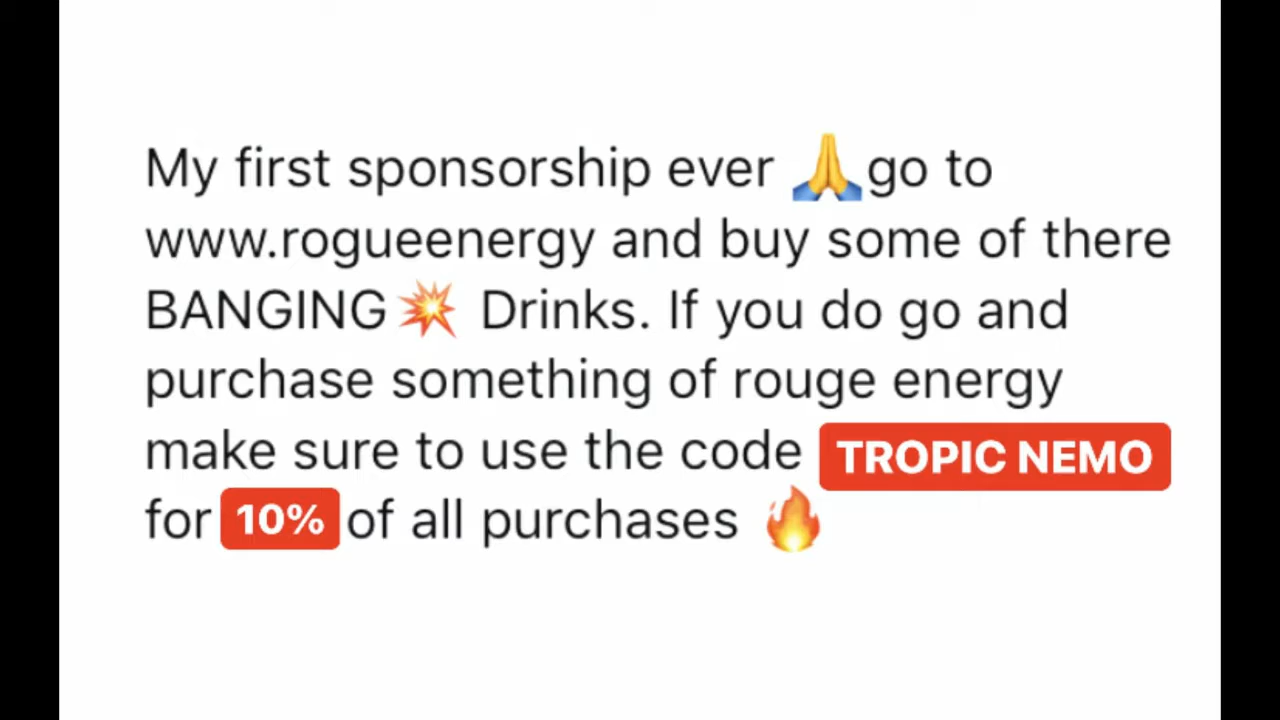 My first sponsorship ever 🙏go to
www.rogueenergy and buy some of there
BANGING💥 Drinks. If you do go and
purchase something of rouge energy
make sure to use the code TROPIC NEMO
for 10% of all purchases 🔥